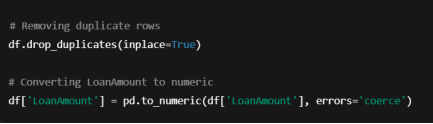 # Removing duplicate rows
df.drop_duplicates(inplace=True)
# Converting LoanAmount to numeric
df['LoanAmount'] = pd.to_numeric(df['LoanAmount'], errors='coerce')